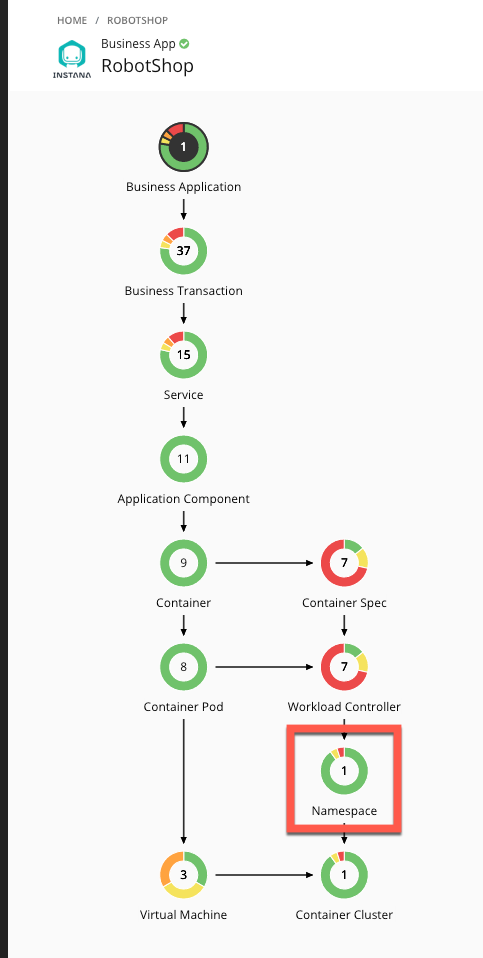 HOME / ROBOTSHOP
Business App
INSTANA
RobotShop
1
Business Application
37
Business Transaction
15
Service
11
Application Component
9
7
Container
Container Spec
8
7
Container Pod
Workload Controller
1
Namespace
3
1
Virtual Machine
Container Cluster